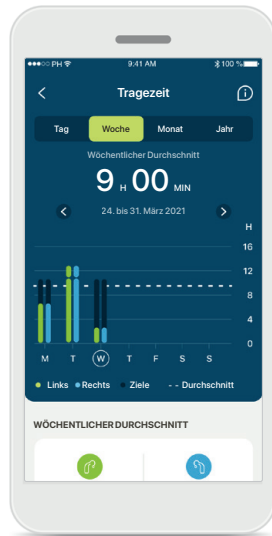 PH 9:41 AM 100 %
Tragezeit
Tag Woche Monat Jahr
Wöchentlicher Durchschnitt
9 H 00 MIN
24. bis 31. März 2021
H
16
12
8
4
0
M T W T F S S
Links Rechts Ziele - - Durchschnitt
WÖCHENTLICHER DURCHSCHNITT